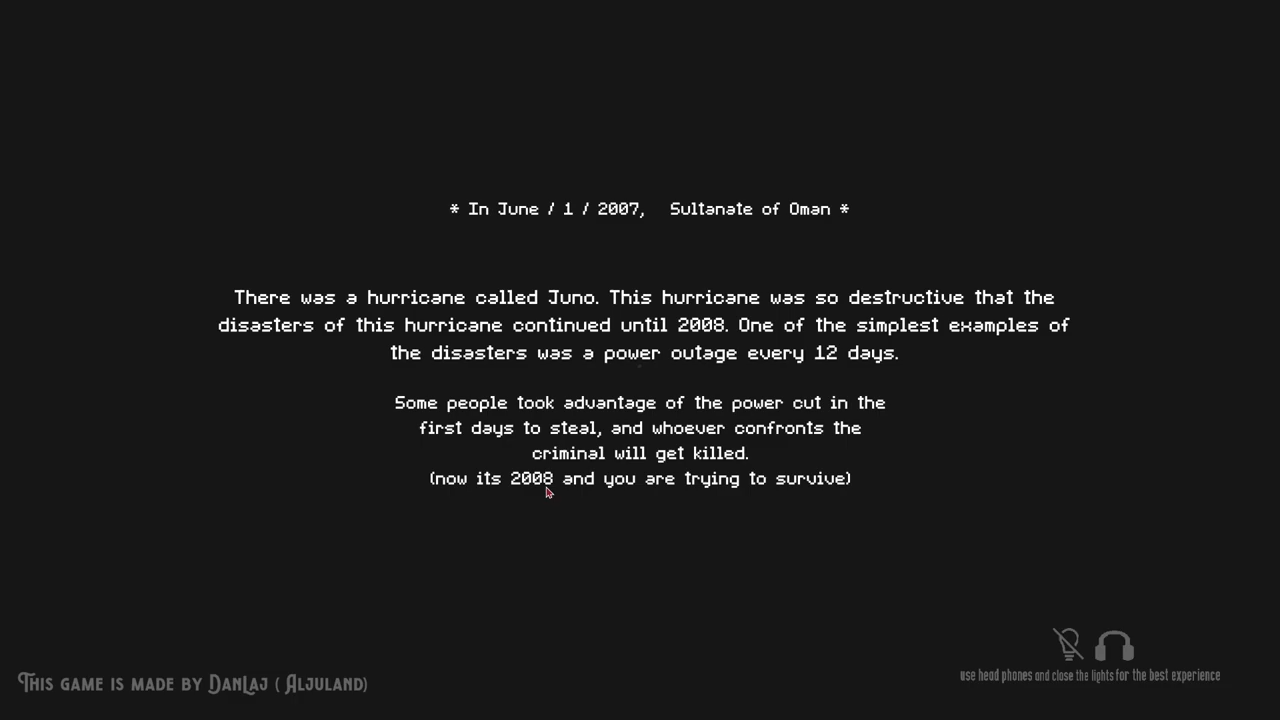 * In June / 1 / 2007, Sultanate of Oman *
There was a hurricane called Juno. This hurricane was so destructive that the
disasters of this hurricane continued until 2008. One of the simplest examples of
the disasters was a power outage every 12 days.
Some people took advantage of the power cut in the
first days to steal, and whoever confronts the
criminal will get killed.
(now its 2008 and you are trying to survive)
This game is made by DanLaj ( Aljuland)
use head phones and close the lights for the best experience